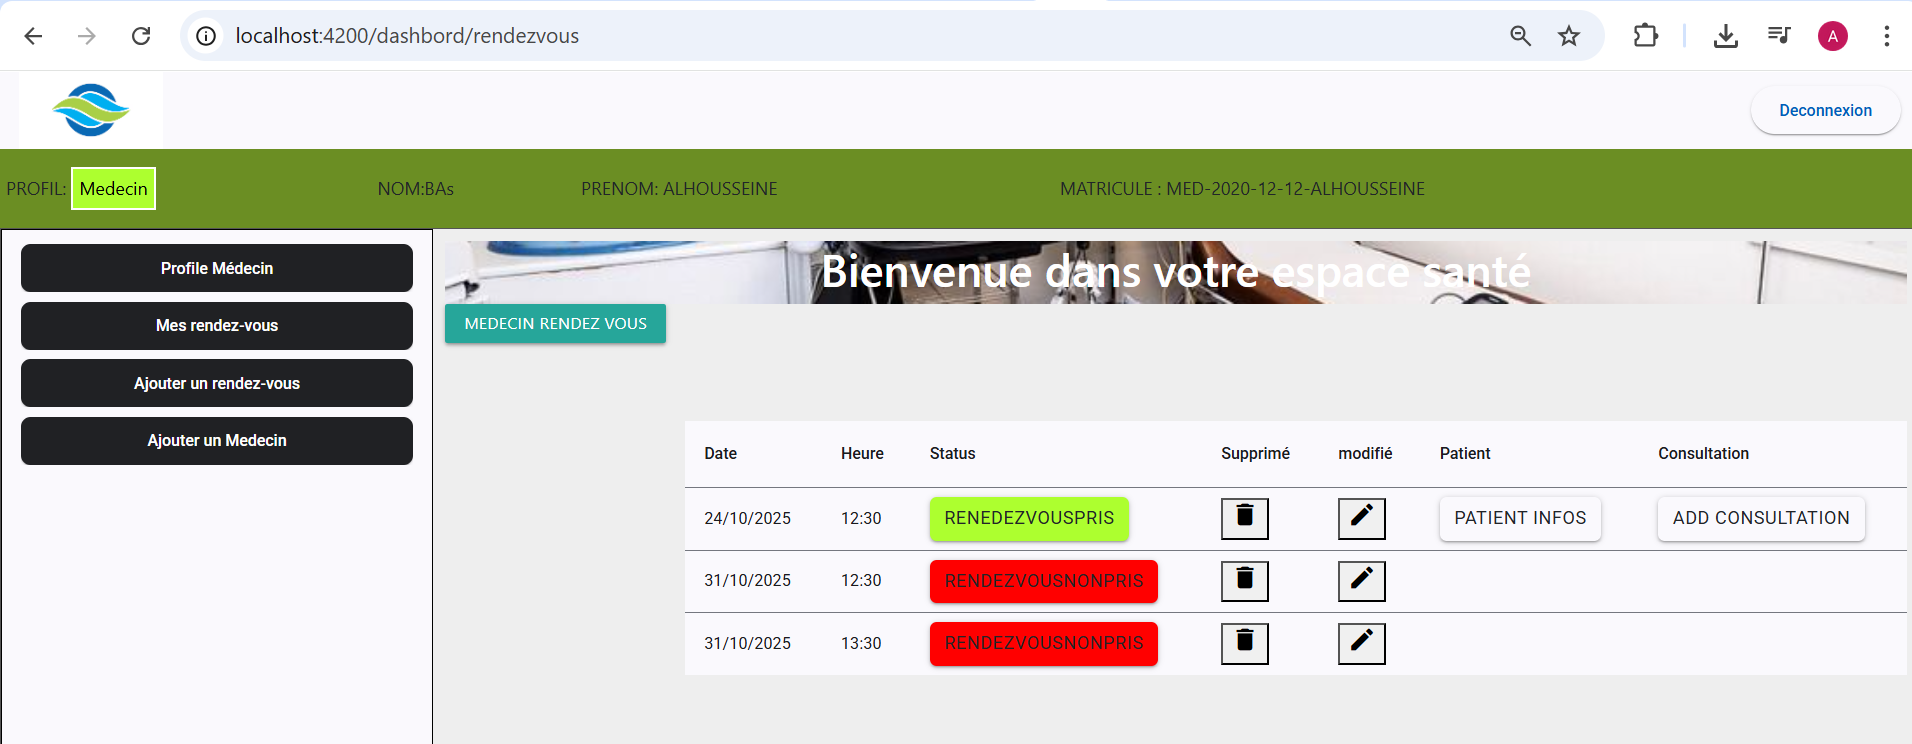 localhost:4200/dashbord/rendezvous
A
Deconnexion
PROFIL: Medecin NOM:BAs PRENOM: ALHOUSSEINE MATRICULE : MED-2020-12-12-ALHOUSSEINE
Profile Médecin
Mes rendez-vous
Ajouter un rendez-vous
Ajouter un Medecin
Bienvenue dans votre espace santé
MEDECIN RENDEZ VOUS
Date Heure Status Supprimé modifié Patient Consultation
24/10/2025 12:30 RENEDEZVOUSPRIS PATIENT INFOS ADD CONSULTATION
31/10/2025 12:30 RENDEZVOUSNONPRIS
31/10/2025 13:30 RENDEZVOUSNONPRIS